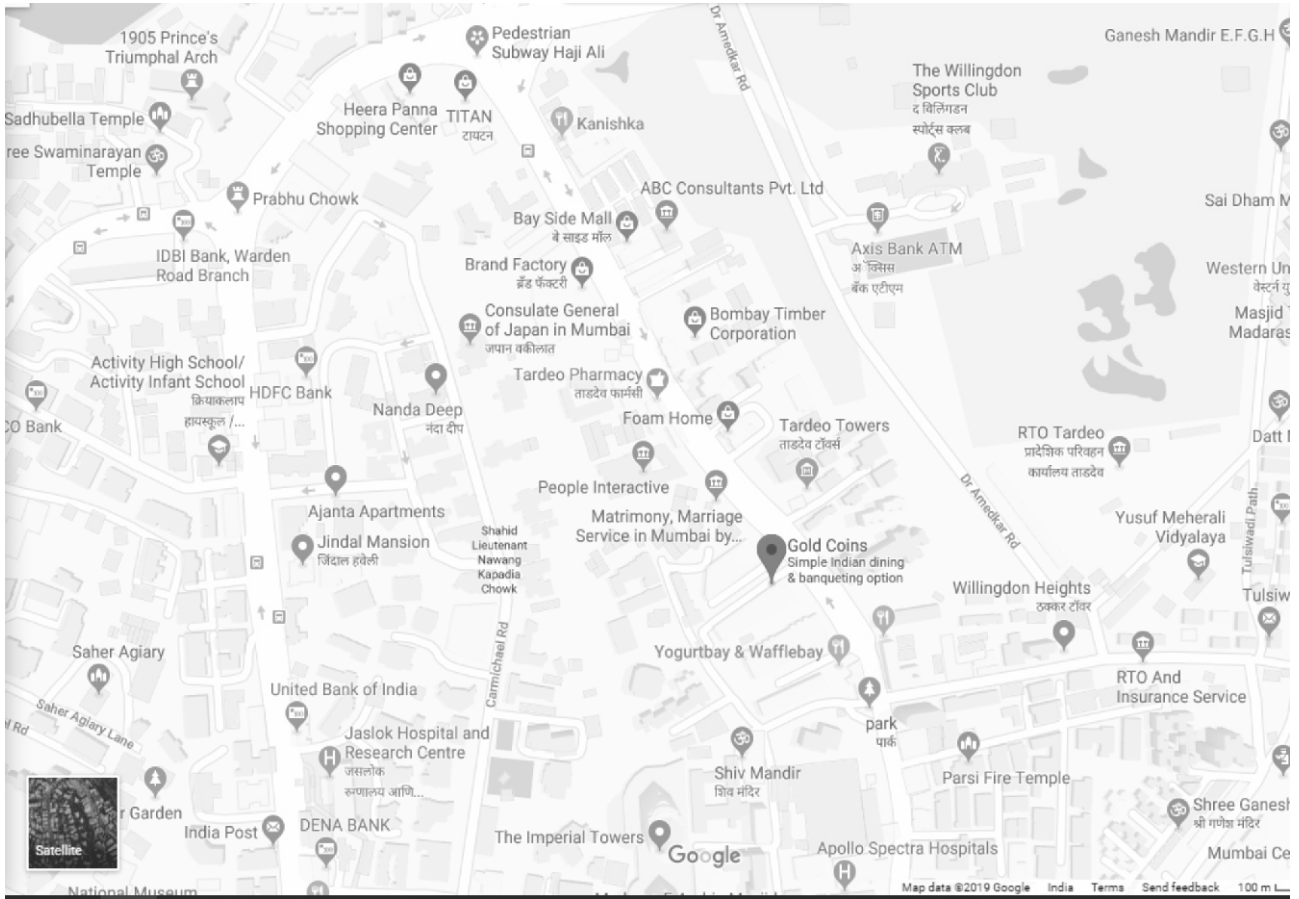 1905 Prince's
Triumphal Arch
Pedestrian
Subway Haji Ali
Dr Amedkar Rd
Ganesh Mandir E.F.G.H
The Willingdon
Sports Club
द विलिंगडन
स्पोर्ट्स क्लब
Sadhubella Temple
Heera Panna
Shopping Center
TITAN
टायटन
Kanishka
ree Swaminarayan
Temple
Prabhu Chowk
ABC Consultants Pvt. Ltd
Sai Dham M
Bay Side Mall
बे साइड मॉल
IDBI Bank, Warden
Road Branch
Axis Bank ATM
अ‍ॅक्सिस
बँक एटीएम
Brand Factory
ब्रँड फॅक्टरी
Western Un
वेस्टर्न यु
Consulate General
of Japan in Mumbai
जपान वकीलात
Bombay Timber
Corporation
Masjid
Madaras
Activity High School/
Activity Infant School
क्रियाकलाप
हायस्कूल /...
HDFC Bank
Tardeo Pharmacy
ताडदेव फार्मसी
Nanda Deep
नंदा दीप
CO Bank
Foam Home
Tardeo Towers
ताडदेव टॉवर्स
RTO Tardeo
प्रादेशिक परिवहन
कार्यालय ताडदेव
Datt
People Interactive
Dr Amedkar Rd
Ajanta Apartments
Matrimony, Marriage
Service in Mumbai by...
Yusuf Meherali
Vidyalaya
Tulsiwadi Path
Jindal Mansion
जिंदाल हवेली
Shahid
Lieutenant
Nawang
Kapadia
Chowk
Gold Coins
Simple Indian dining
& banqueting option
Willingdon Heights
ठक्कर टॉवर
Tulsiw
Saher Agiary
Carmichael Rd
Yogurtbay & Wafflebay
RTO And
Insurance Service
United Bank of India
Saher Agiary Lane
Rd
park
पार्क
Jaslok Hospital and
Research Centre
जसलोक
रुग्णालय आणि...
Shiv Mandir
शिव मंदिर
Parsi Fire Temple
r Garden
India Post
DENA BANK
The Imperial Towers
Google
Apollo Spectra Hospitals
Shree Ganesh
श्री गणेश मंदिर
Mumbai Ce
Satellite
National Museum
Map data ©2019 Google India Terms Send feedback 100 m